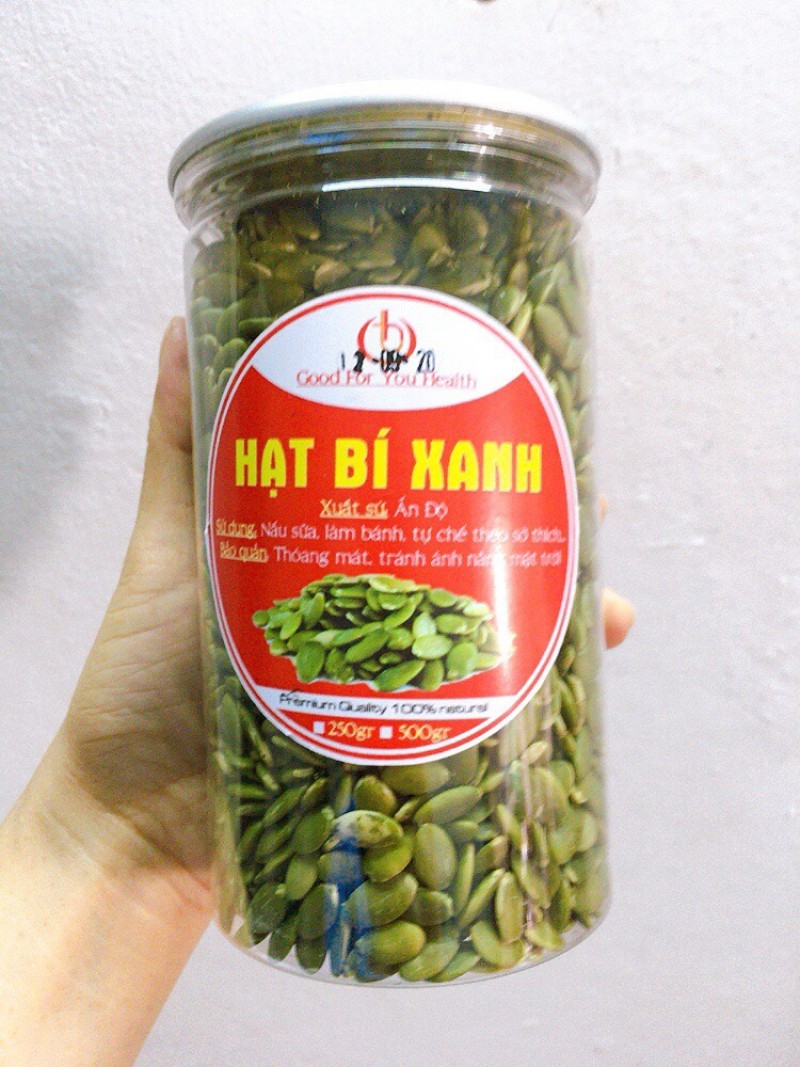 12-09-20
Good For You Health
HẠT BÍ XANH
Xuất sứ: Ấn Độ
Sử dụng: Nấu sữa, làm bánh, tự chế theo sở thích..
Bảo quản: Thóang mát, tránh ánh nắng mặt trời
Premium Quality 100% natural
250gr 500gr